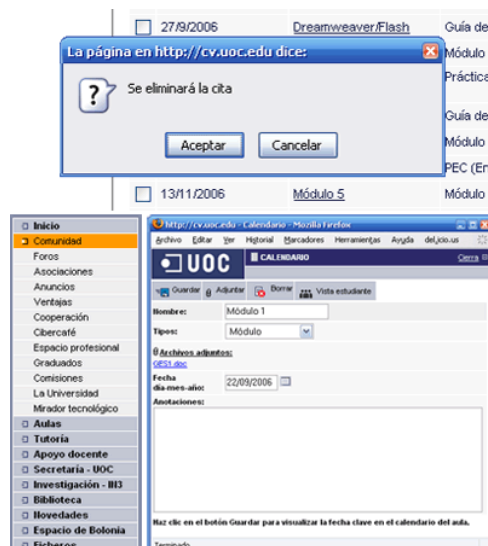 27/9/2006 Dreamweaver/Flash Guía de
La página en http://cv.uoc.edu dice:
Módulo
Práctica
Se eliminará la cita
Guía de
Aceptar Cancelar
Módulo
PEC (En
13/11/2006 Módulo 5 Módulo
Inicio
Comunidad
Foros
Asociaciones
Anuncios
Ventajas
Cooperación
Cibercafé
Espacio profesional
Graduados
Comisiones
La Universidad
Mirador tecnológico
Aulas
Tutoría
Apoyo docente
Secretaría - UOC
Investigación - IN3
Biblioteca
Novedades
Espacio de Bolonia
Ficheros
http://cv.uoc.edu - Calendario - Mozilla Firefox
Archivo Editar Ver Historial Marcadores Herramientas Ayuda del.icio.us
UOC CALENDARIO Cerra
Guardar Adjuntar Borrar Vista estudiante
Nombre: Módulo 1
Tipos: Módulo
Archivos adjuntos:
Fecha
día-mes-año: 22/09/2006
Anotaciones:
Haz clic en el botón Guardar para visualizar la fecha clave en el calendario del aula.
Terminado